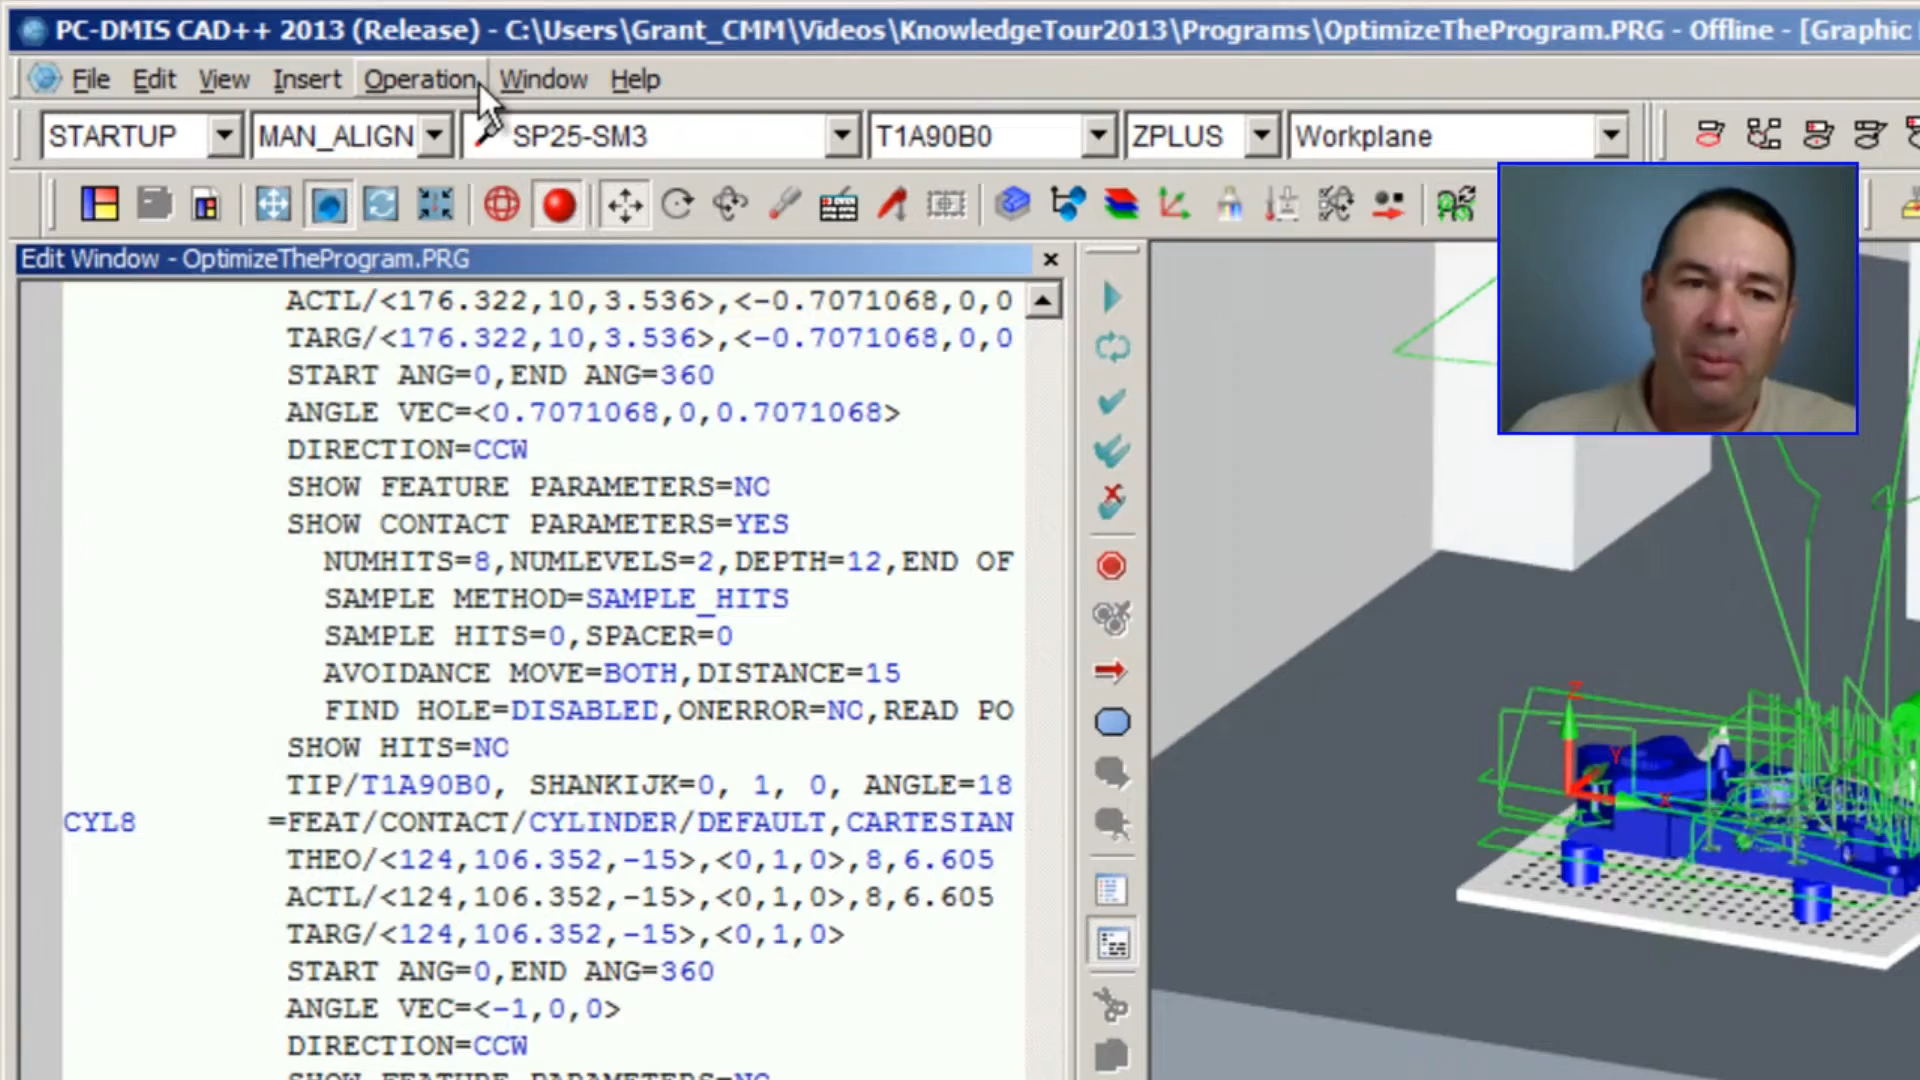 PC-DMIS CAD++ 2013 (Release) - C:\Users\Grant_CMM\Videos\KnowledgeTour2013\Programs\OptimizeTheProgram.PRG - Offline - [Graphic
File Edit View Insert Operation Window Help
STARTUP MAN_ALIGN SP25-SM3 T1A90B0 ZPLUS Workplane
Edit Window - OptimizeTheProgram.PRG
ACTL/<176.322,10,3.536>,<-0.7071068,0,0
TARG/<176.322,10,3.536>,<-0.7071068,0,0
START ANG=0,END ANG=360
ANGLE VEC=<0.7071068,0,0.7071068>
DIRECTION=CCW
SHOW FEATURE PARAMETERS=NO
SHOW CONTACT PARAMETERS=YES
NUMHITS=8,NUMLEVELS=2,DEPTH=12,END OF
SAMPLE METHOD=SAMPLE_HITS
SAMPLE HITS=0,SPACER=0
AVOIDANCE MOVE=BOTH,DISTANCE=15
FIND HOLE=DISABLED,ONERROR=NO,READ PO
SHOW HITS=NO
TIP/T1A90B0, SHANKIJK=0, 1, 0, ANGLE=18
CYL8 =FEAT/CONTACT/CYLINDER/DEFAULT,CARTESIAN
THEO/<124,106.352,-15>,<0,1,0>,8,6.605
ACTL/<124,106.352,-15>,<0,1,0>,8,6.605
TARG/<124,106.352,-15>,<0,1,0>
START ANG=0,END ANG=360
ANGLE VEC=<-1,0,0>
DIRECTION=CCW
SHOW FEATURE PARAMETERS=NO
Z
Y
X